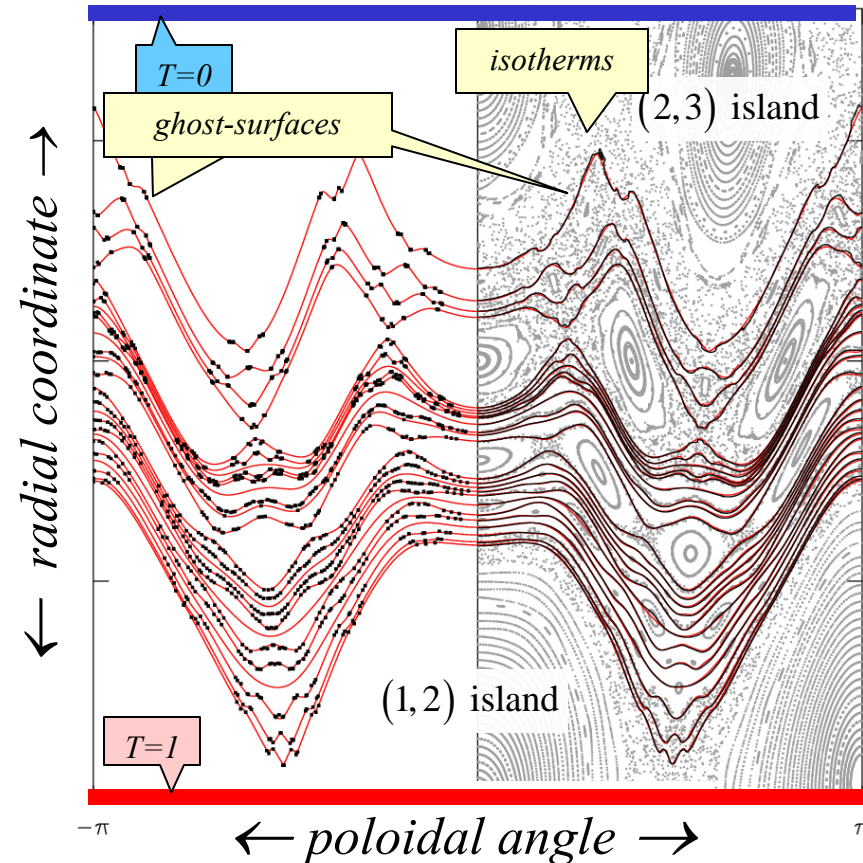 T=0
isotherms
(2,3) island
ghost-surfaces
← radial coordinate →
(1,2) island
T=1
−π
← poloidal angle →